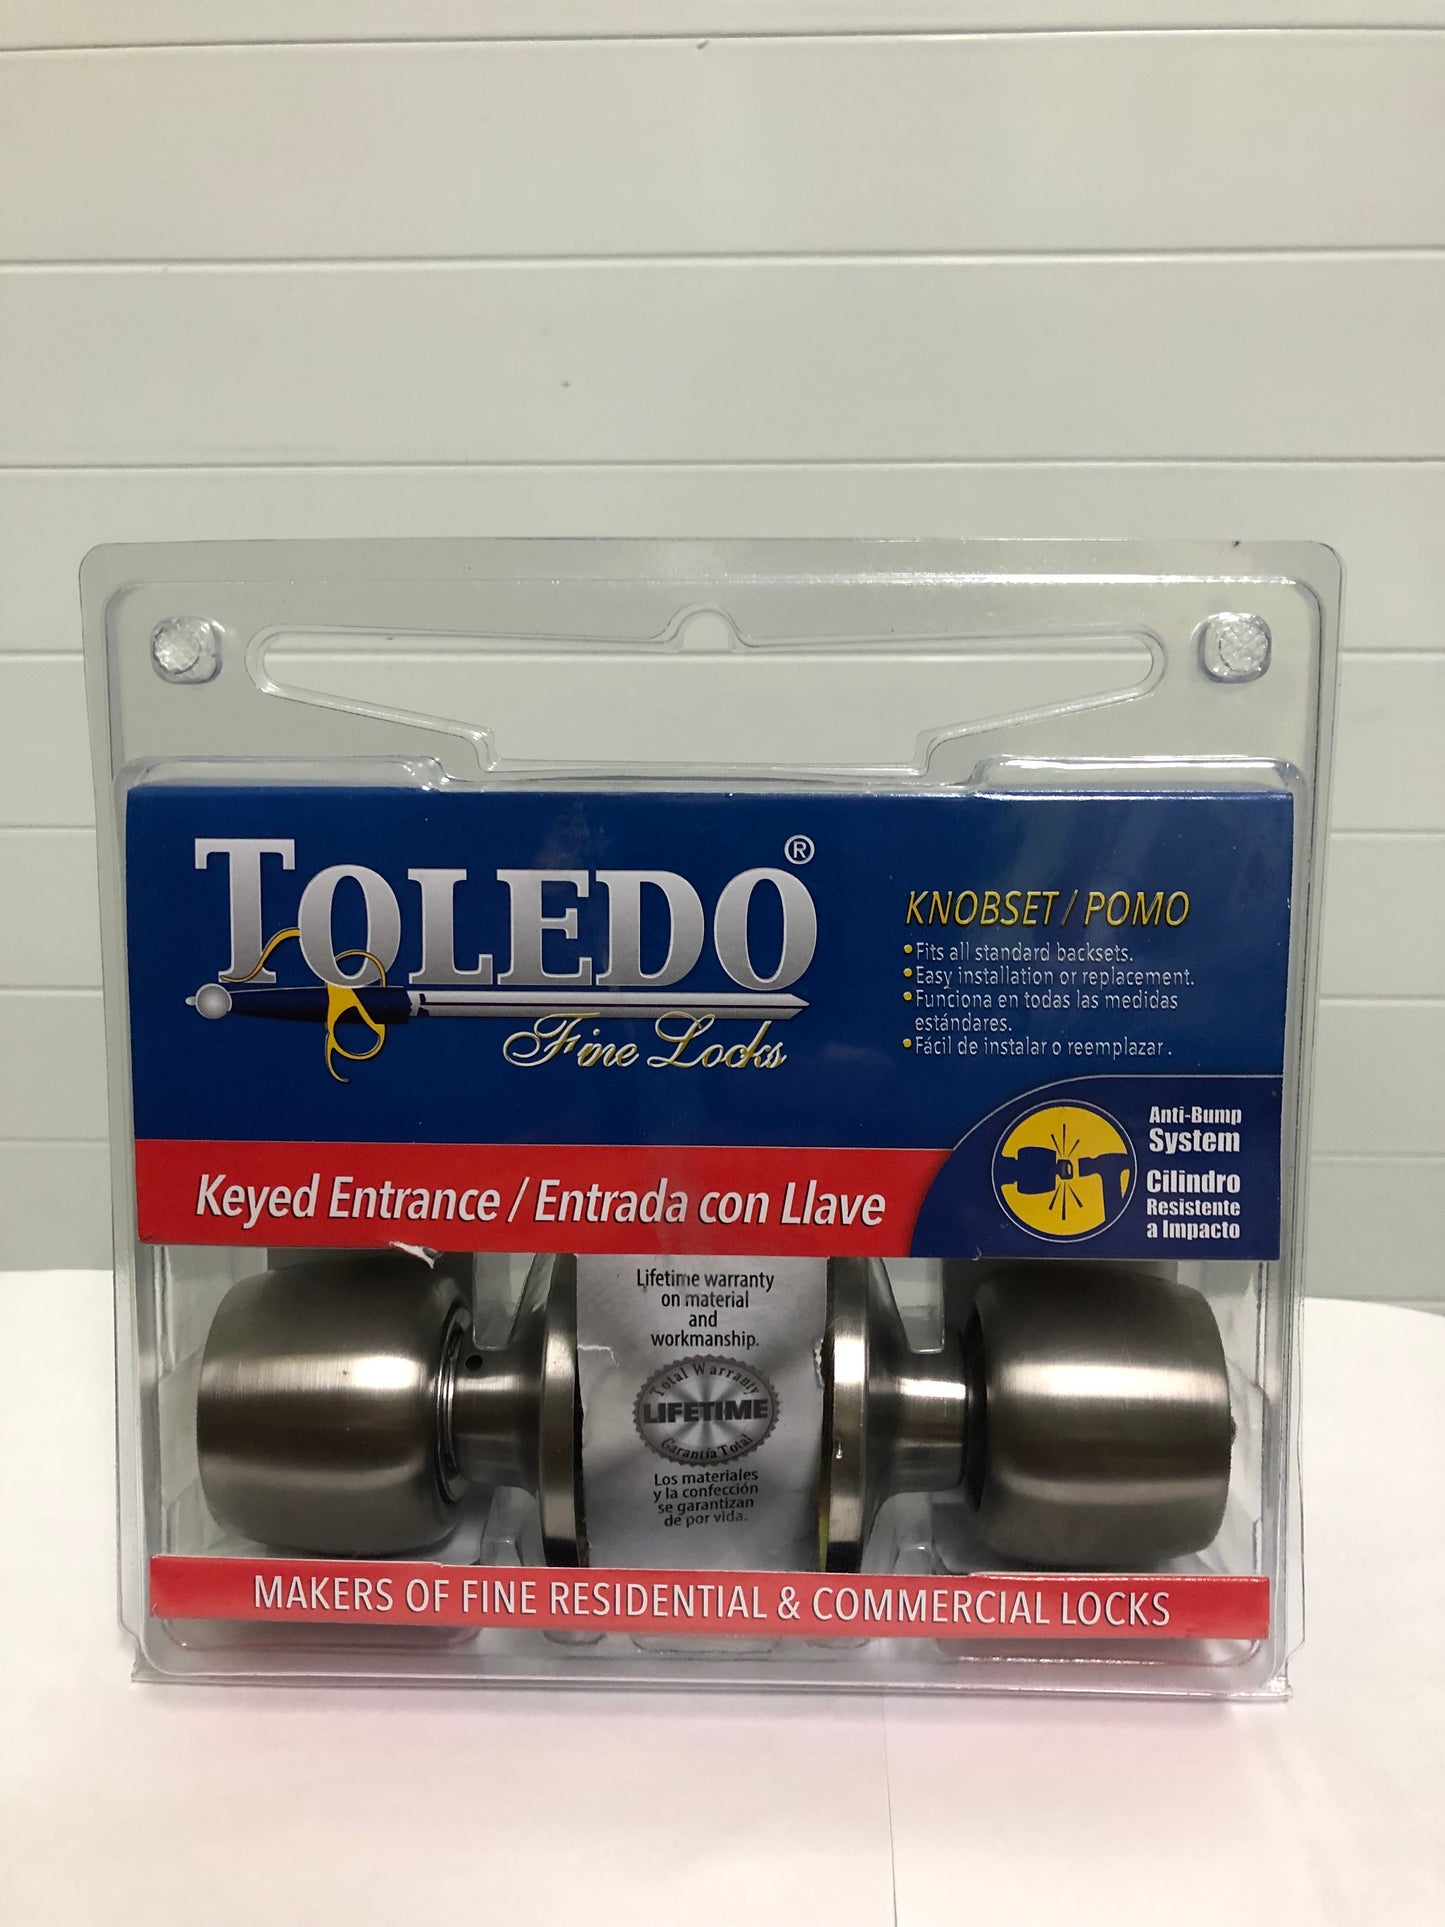 TOLEDO®
Fine Locks
KNOBSET / POMO
•Fits all standard backsets.
•Easy installation or replacement.
•Funciona en todas las medidas
estándares.
•Fácil de instalar o reemplazar.
Anti-Bump
System
Cilindro
Resistente
a Impacto
Keyed Entrance / Entrada con Llave
Lifetime warranty
on material
and
workmanship.
Total Warranty
LIFETIME
Garantía Total
Los materiales
y la confección
se garantizan
de por vida.
MAKERS OF FINE RESIDENTIAL & COMMERCIAL LOCKS